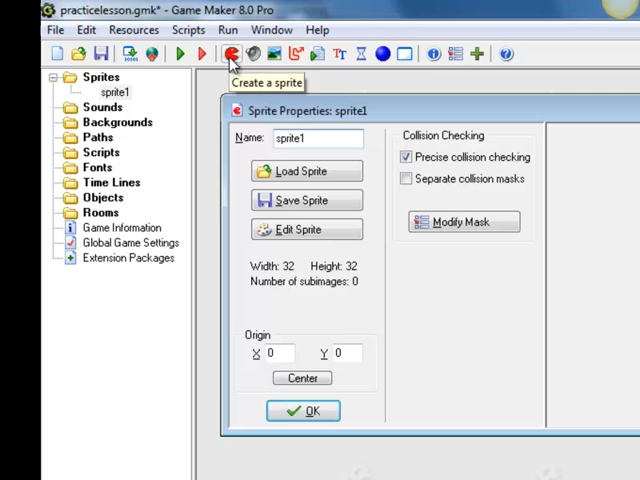 practicelesson.gmk* - Game Maker 8.0 Pro
File Edit Resources Scripts Run Window Help
TT
Create a sprite
Sprites
sprite1
Sounds
Backgrounds
Paths
Scripts
Fonts
Time Lines
Objects
Rooms
Game Information
Global Game Settings
Extension Packages
Sprite Properties: sprite1
Name: sprite1
Load Sprite
Save Sprite
Edit Sprite
Width: 32 Height: 32
Number of subimages: 0
Origin
X 0 Y 0
Center
OK
Collision Checking
Precise collision checking
Separate collision masks
Modify Mask